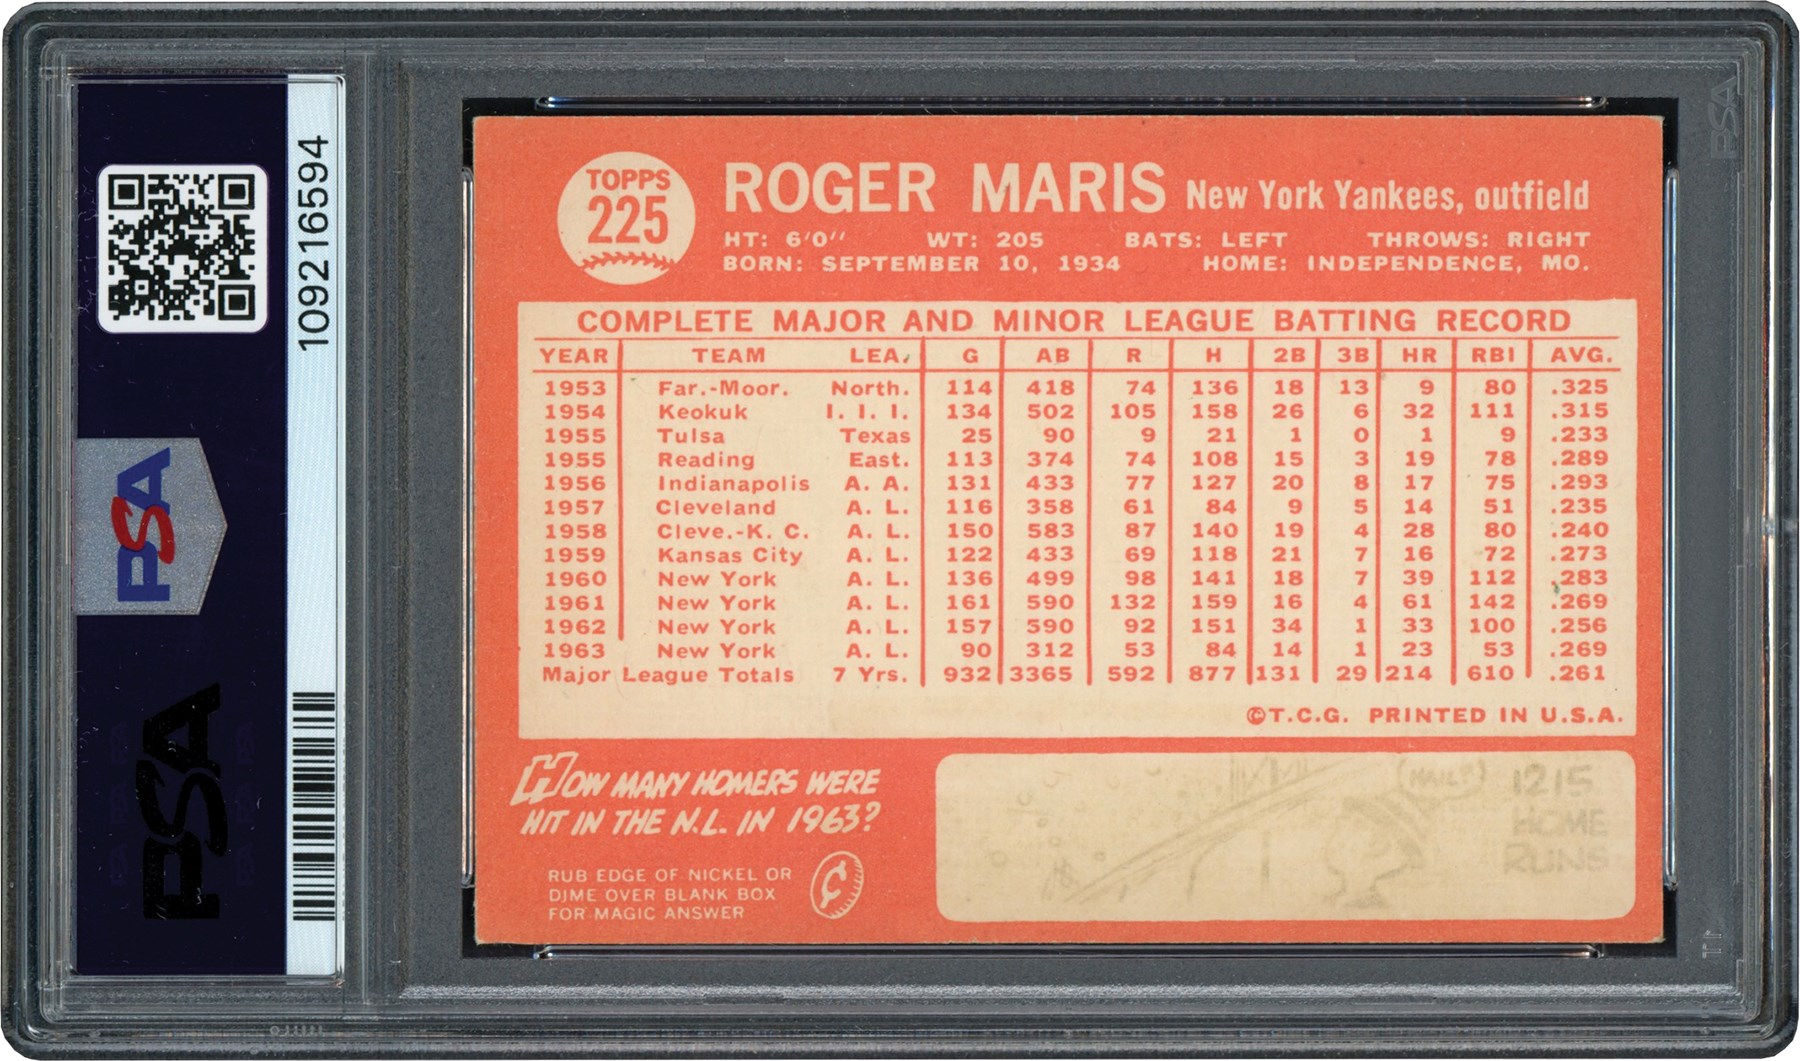 109216594
PSA
PSA
TOPPS
225
ROGER MARIS New York Yankees, outfield
HT: 6'0" WT: 205 BATS: LEFT THROWS: RIGHT
BORN: SEPTEMBER 10, 1934 HOME: INDEPENDENCE, MO.
COMPLETE MAJOR AND MINOR LEAGUE BATTING RECORD
YEAR TEAM LEA. G AB R H 2B 3B HR RBI AVG.
1953 Far.-Moor. North. 114 418 74 136 18 13 9 80 .325
1954 Keokuk I. I. I. 134 502 105 158 26 6 32 111 .315
1955 Tulsa Texas 25 90 9 21 1 0 1 9 .233
1955 Reading East. 113 374 74 108 15 3 19 78 .289
1956 Indianapolis A. A. 131 433 77 127 20 8 17 75 .293
1957 Cleveland A. L. 116 358 61 84 9 5 14 51 .235
1958 Cleve.-K. C. A. L. 150 583 87 140 19 4 28 80 .240
1959 Kansas City A. L. 122 433 69 118 21 7 16 72 .273
1960 New York A. L. 136 499 98 141 18 7 39 112 .283
1961 New York A. L. 161 590 132 159 16 4 61 142 .269
1962 New York A. L. 157 590 92 151 34 1 33 100 .256
1963 New York A. L. 90 312 53 84 14 1 23 53 .269
Major League Totals 7 Yrs. 932 3365 592 877 131 29 214 610 .261
©T.C.G. PRINTED IN U.S.A.
HOW MANY HOMERS WERE
HIT IN THE N.L. IN 1963?
RUB EDGE OF NICKEL OR
DIME OVER BLANK BOX
FOR MAGIC ANSWER
(HAIL?)
1215
HOME
RUNS
PSA